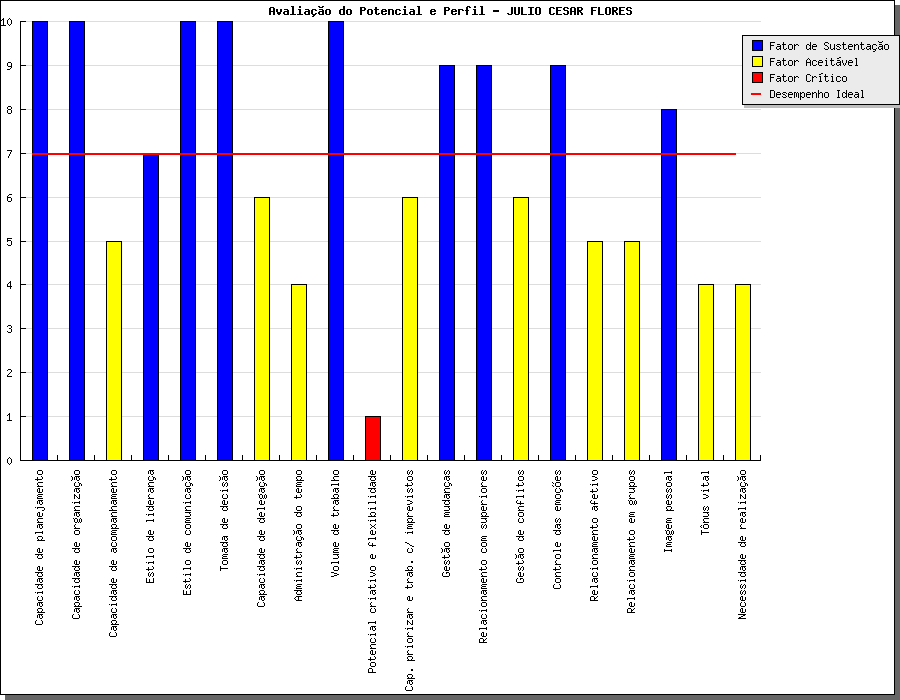 Avaliação do Potencial e Perfil - JULIO CESAR FLORES
Fator de Sustentação
Fator Aceitável
Fator Crítico
Desempenho Ideal
10
9
8
7
6
5
4
3
2
1
0
Capacidade de planejamento
Capacidade de organização
Capacidade de acompanhamento
Estilo de liderança
Estilo de comunicação
Tomada de decisão
Capacidade de delegação
Administração do tempo
Volume de trabalho
Potencial criativo e flexibilidade
Cap. priorizar e trab. c/ imprevistos
Gestão de mudanças
Relacionamento com superiores
Gestão de conflitos
Controle das emoções
Relacionamento afetivo
Relacionamento em grupos
Imagem pessoal
Tônus vital
Necessidade de realização